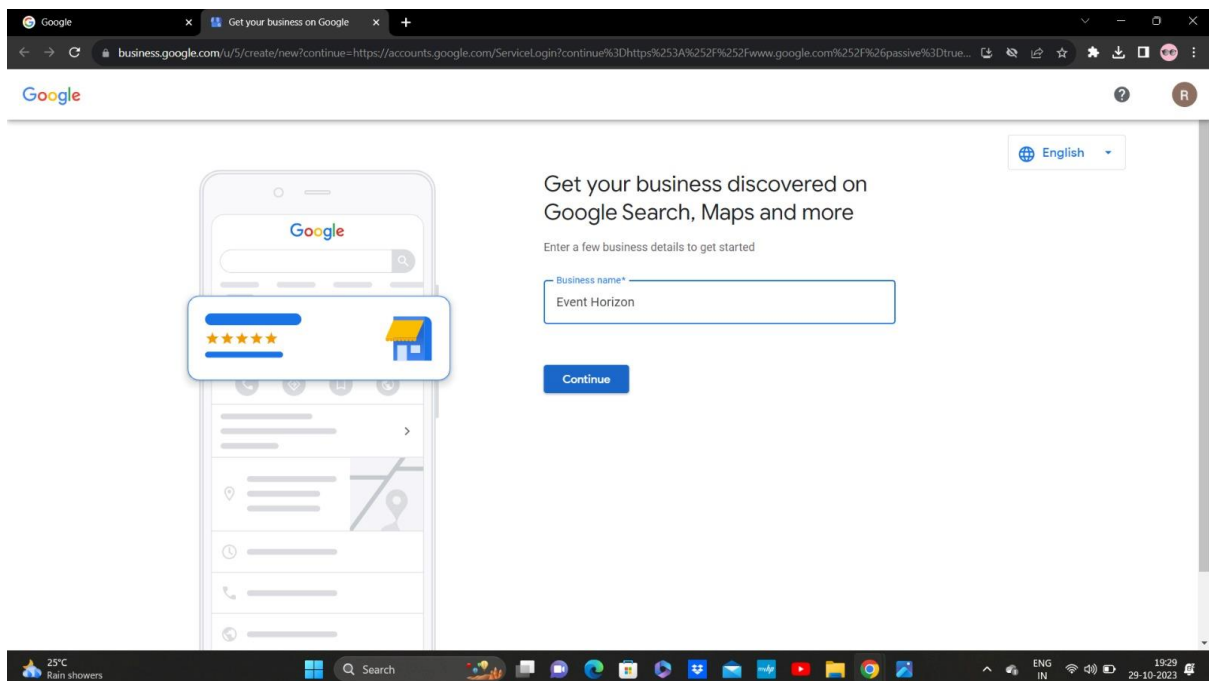 Google
Get your business on Google
business.google.com/u/5/create/new?continue=https://accounts.google.com/ServiceLogin?continue%3Dhttps%253A%252F%252Fwww.google.com%252F%26passive%3Dtrue...
Google
R
English
Get your business discovered on
Google Search, Maps and more
Google
Enter a few business details to get started
Business name*
Event Horizon
Continue
25°C
Rain showers
Search
ENG
IN
19:29
29-10-2023